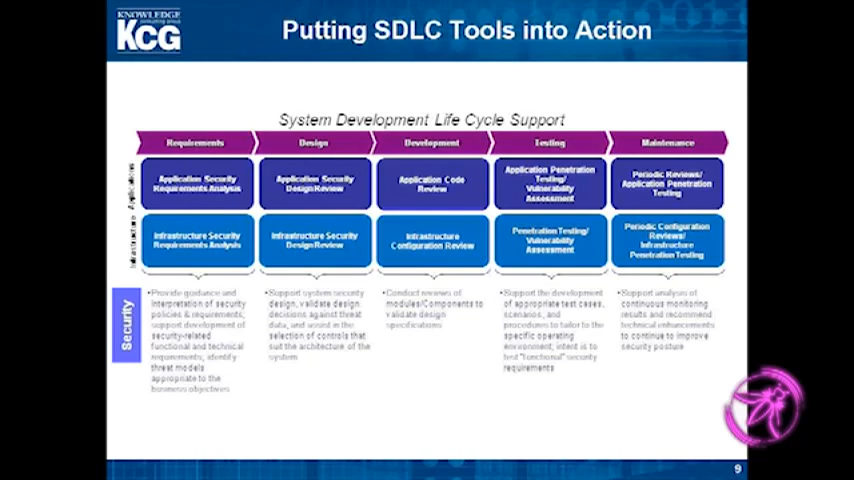 KNOWLEDGE
consulting group
KCG
Putting SDLC Tools into Action
System Development Life Cycle Support
Requirements
Design
Development
Testing
Maintenance
Applications
Application Security
Requirements Analysis
Application Security
Design Review
Application Code
Review
Application Penetration
Testing/
Vulnerability
Assessment
Periodic Reviews/
Application Penetration
Testing
Infrastructure
Infrastructure Security
Requirements Analysis
Infrastructure Security
Design Review
Infrastructure
Configuration Review
Penetration Testing/
Vulnerability
Assessment
Periodic Configuration
Reviews/
Infrastructure
Penetration Testing
Security
•Provide guidance and
interpretation of security
policies & requirements;
support development of
security-related
functional and technical
requirements; identify
threat models
appropriate to the
business objectives
•Support system security
design, validate design
decisions against threat
data, and assist in the
selection of controls that
suit the architecture of the
system
•Conduct reviews of
modules/Components to
validate design
specifications
•Support the development
of appropriate test cases,
scenarios, and
procedures to tailor to the
specific operating
environment; intent is to
test "functional" security
requirements
•Support analysis of
continuous monitoring
results and recommend
technical enhancements
to continue to improve
security posture
9